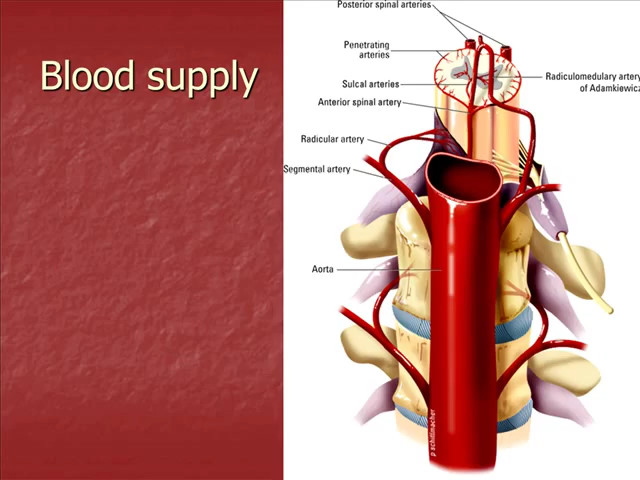 Blood supply
Posterior spinal arteries
Penetrating
arteries
Sulcal arteries
Anterior spinal artery
Radiculomedulary artery
of Adamkiewicz
Radicular artery
Segmental artery
Aorta
p schillmacher